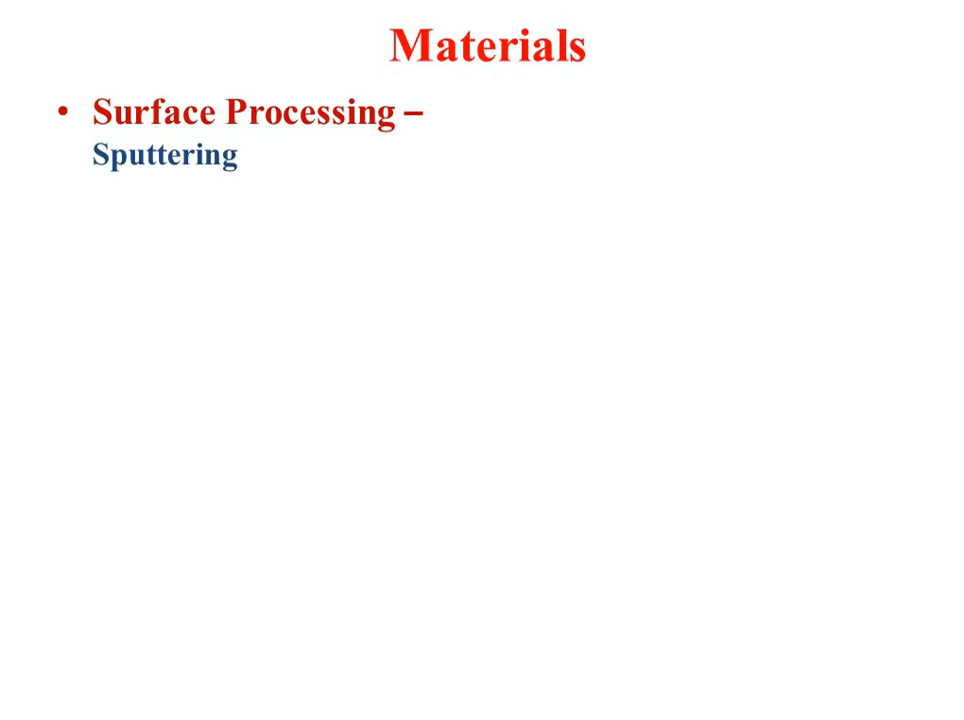 Materials
• Surface Processing –
Sputtering